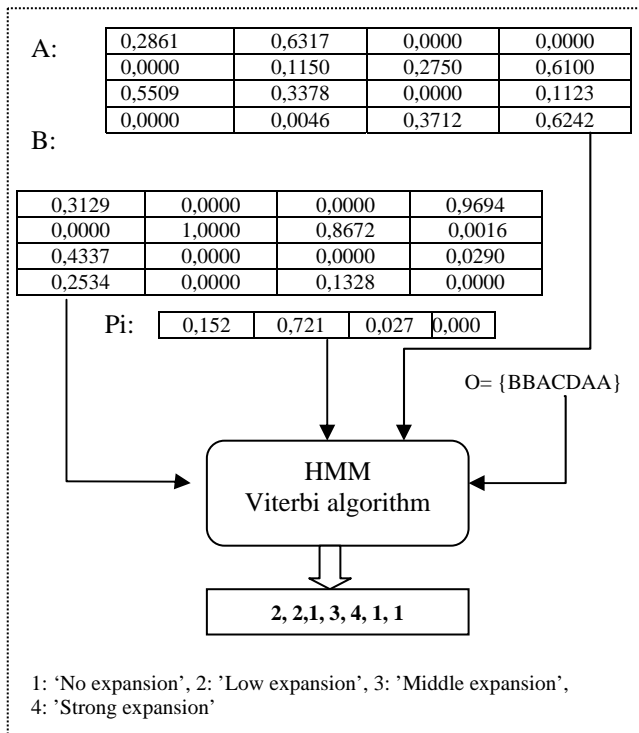 A:
0,2861 0,6317 0,0000 0,0000
0,0000 0,1150 0,2750 0,6100
0,5509 0,3378 0,0000 0,1123
0,0000 0,0046 0,3712 0,6242
B:
0,3129 0,0000 0,0000 0,9694
0,0000 1,0000 0,8672 0,0016
0,4337 0,0000 0,0000 0,0290
0,2534 0,0000 0,1328 0,0000
Pi: 0,152 0,721 0,027 0,000
O= {BBACDAA}
HMM
Viterbi algorithm
2, 2,1, 3, 4, 1, 1
1: ‘No expansion’, 2: ’Low expansion’, 3: ’Middle expansion’,
4: ’Strong expansion’